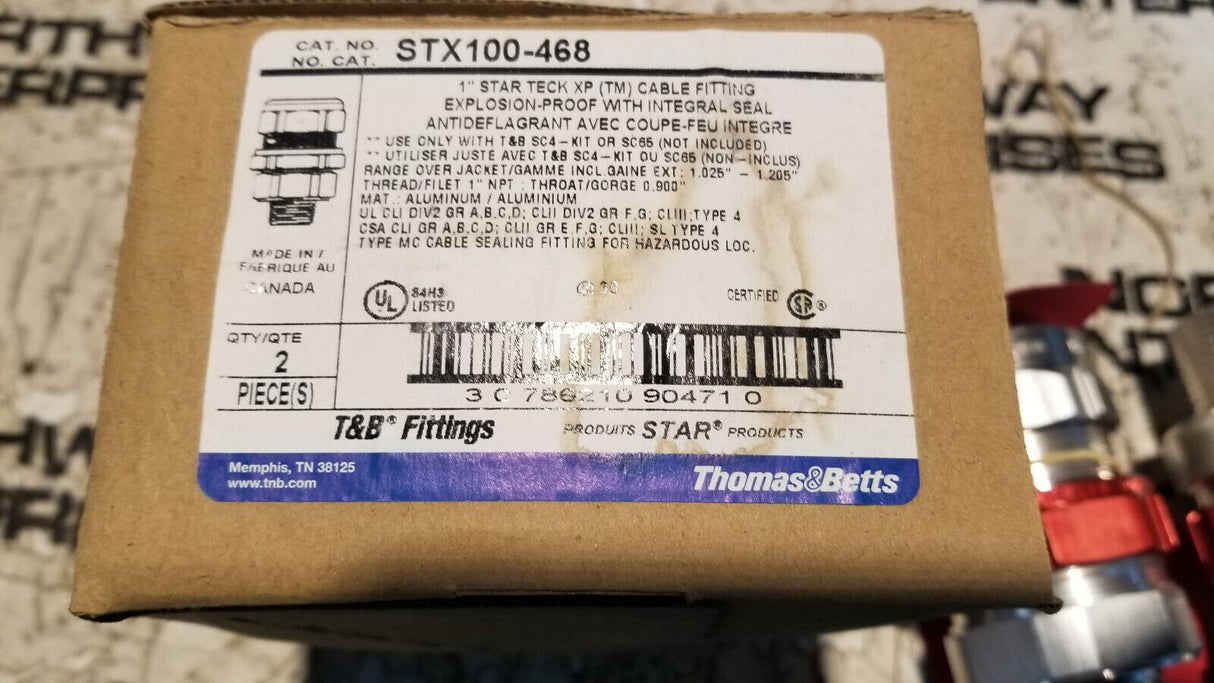 CAT. NO.
NO. CAT. STX100-468
1" STAR TECK XP (TM) CABLE FITTING
EXPLOSION-PROOF WITH INTEGRAL SEAL
ANTIDEFLAGRANT AVEC COUPE-FEU INTEGRE
** USE ONLY WITH T&B SC4-KIT OR SC65 (NOT INCLUDED)
** UTILISER JUSTE AVEC T&B SC4-KIT OU SC65 (NON-INCLUS)
RANGE OVER JACKET/GAMME INCL.GAINE EXT: 1.025" - 1.205"
THREAD/FILET 1" NPT : THROAT/GORGE 0.900"
MAT.: ALUMINUM / ALUMINIUM
UL CLI DIV2 GR A,B,C,D; CLII DIV2 GR F,G; CLIII;TYPE 4
CSA CLI GR A,B,C,D; CLII GR E,F,G; CLIII; SL TYPE 4
TYPE MC CABLE SEALING FITTING FOR HAZARDOUS LOC.
MADE IN /
FABRIQUE AU
CANADA
UL ® 84H3
LISTED
30
CERTIFIED SA ®
QTY/QTE
2
PIECE(S)
3 0 786210 90471 0
T&B® Fittings
PRODUITS STAR® PRODUCTS
Memphis, TN 38125
www.tnb.com
Thomas&Betts
WAY